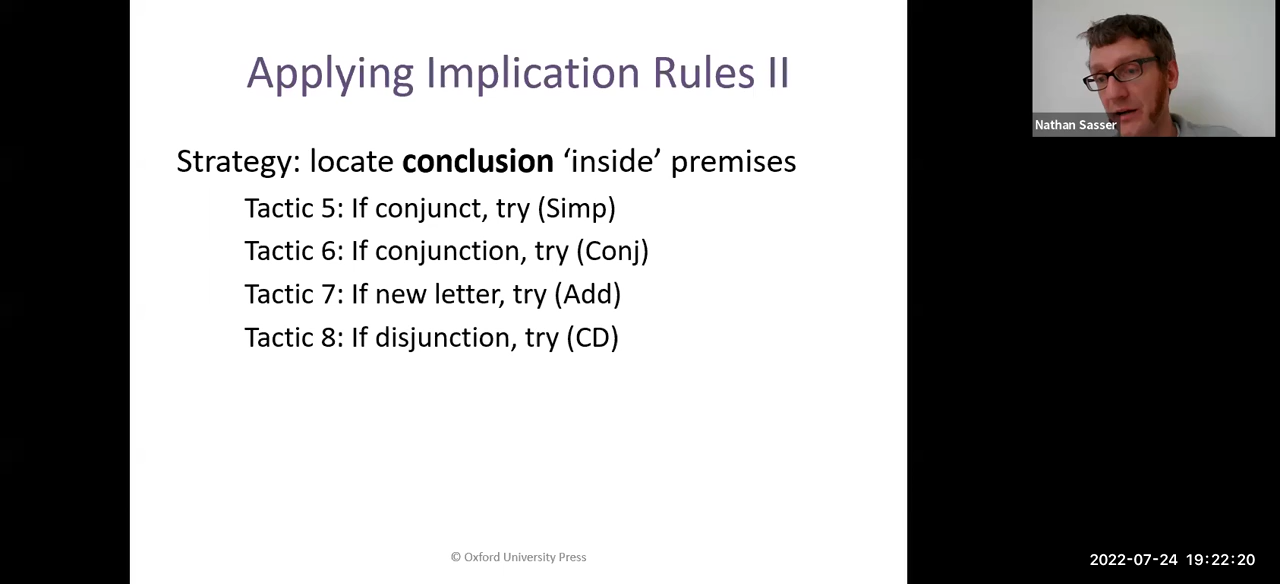 Applying Implication Rules II
Strategy: locate conclusion ‘inside’ premises
Tactic 5: If conjunct, try (Simp)
Tactic 6: If conjunction, try (Conj)
Tactic 7: If new letter, try (Add)
Tactic 8: If disjunction, try (CD)
© Oxford University Press
Nathan Sasser
2022-07-24 19:22:20